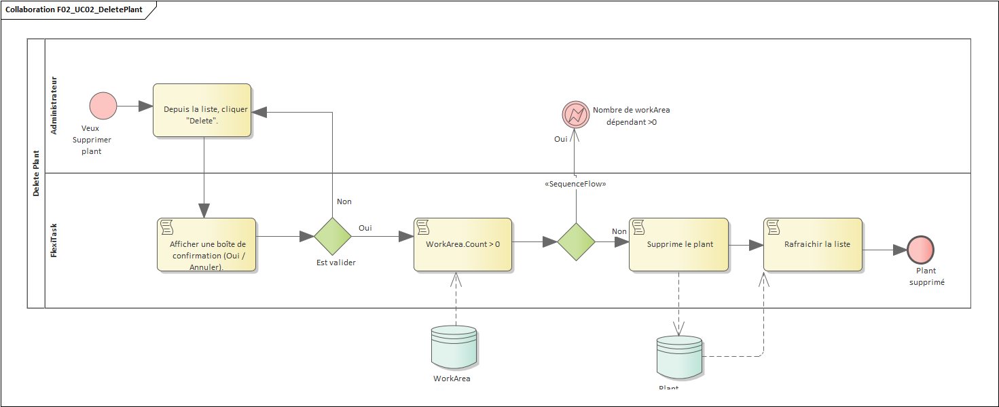 Collaboration F02_UC02_DeletePlant
Delete Plant
Administrateur
Veux
Supprimer
plant
Depuis la liste, cliquer
"Delete".
Nombre de workArea
dépendant >0
Oui
«SequenceFlow»
FlexiTask
Afficher une boîte de
confirmation (Oui /
Annuler).
Non
Est valider
Oui
WorkArea.Count > 0
Non
Supprime le plant
Rafraichir la liste
Plant
supprimé
WorkArea
Plant